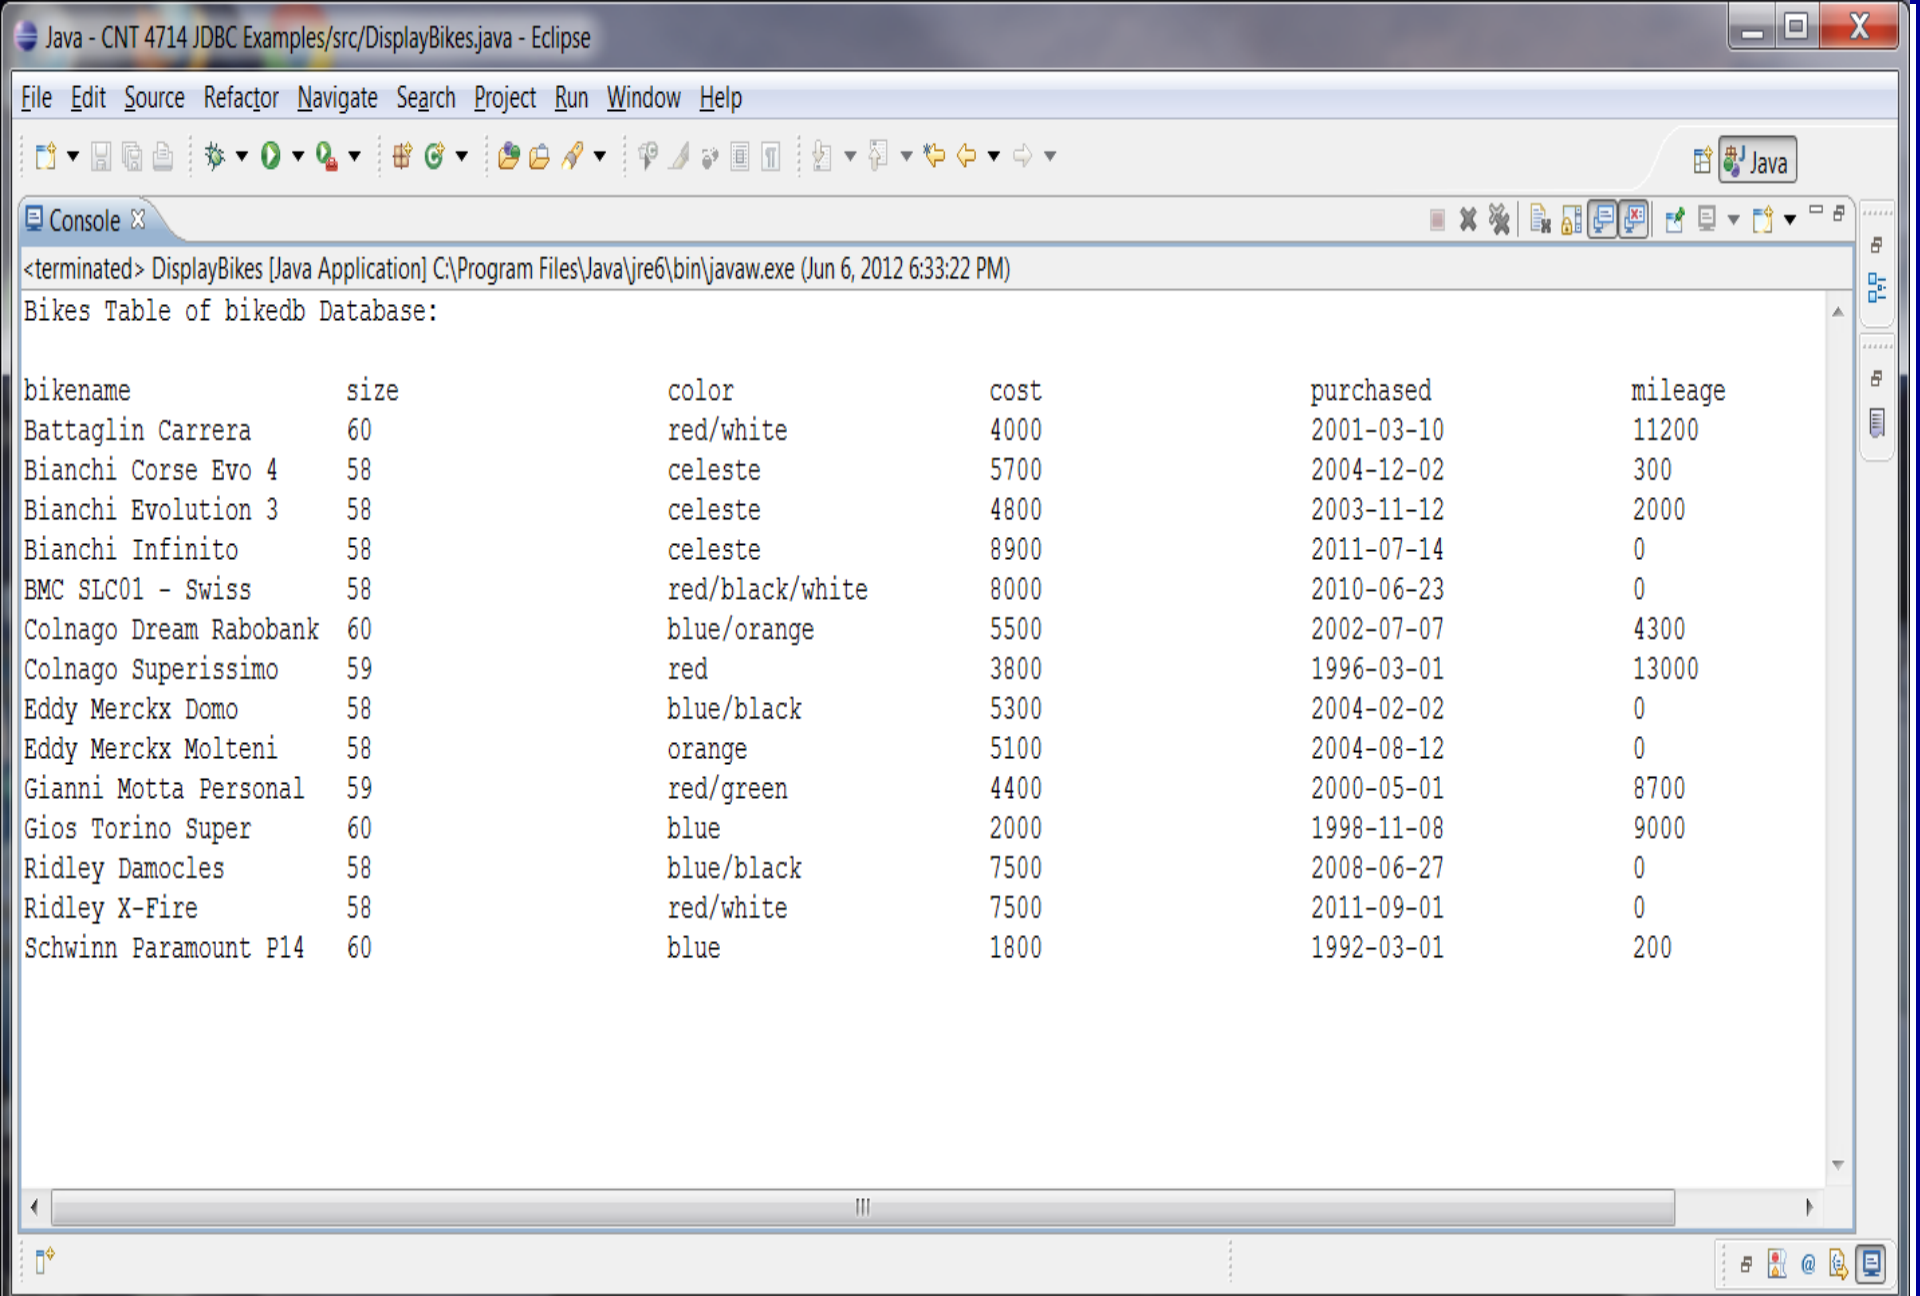 Java - CNT 4714 JDBC Examples/src/DisplayBikes.java - Eclipse
File Edit Source Refactor Navigate Search Project Run Window Help
Java
Console
<terminated> DisplayBikes [Java Application] C:\Program Files\Java\jre6\bin\javaw.exe (Jun 6, 2012 6:33:22 PM)
Bikes Table of bikedb Database:
bikename size color cost purchased mileage
Battaglin Carrera 60 red/white 4000 2001-03-10 11200
Bianchi Corse Evo 4 58 celeste 5700 2004-12-02 300
Bianchi Evolution 3 58 celeste 4800 2003-11-12 2000
Bianchi Infinito 58 celeste 8900 2011-07-14 0
BMC SLC01 - Swiss 58 red/black/white 8000 2010-06-23 0
Colnago Dream Rabobank 60 blue/orange 5500 2002-07-07 4300
Colnago Superissimo 59 red 3800 1996-03-01 13000
Eddy Merckx Domo 58 blue/black 5300 2004-02-02 0
Eddy Merckx Molteni 58 orange 5100 2004-08-12 0
Gianni Motta Personal 59 red/green 4400 2000-05-01 8700
Gios Torino Super 60 blue 2000 1998-11-08 9000
Ridley Damocles 58 blue/black 7500 2008-06-27 0
Ridley X-Fire 58 red/white 7500 2011-09-01 0
Schwinn Paramount P14 60 blue 1800 1992-03-01 200